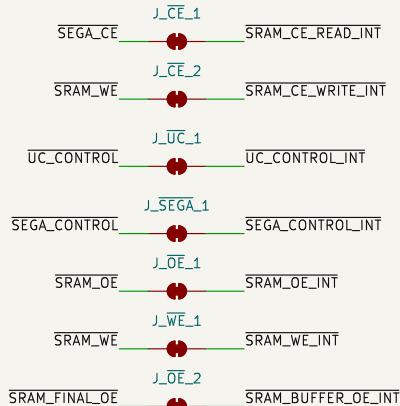 J_CE_1
SEGA_CE SRAM_CE_READ_INT
J_CE_2
SRAM_WE SRAM_CE_WRITE_INT
J_UC_1
UC_CONTROL UC_CONTROL_INT
J_SEGA_1
SEGA_CONTROL SEGA_CONTROL_INT
J_OE_1
SRAM_OE SRAM_OE_INT
J_WE_1
SRAM_WE SRAM_WE_INT
J_OE_2
SRAM_FINAL_OE SRAM_BUFFER_OE_INT